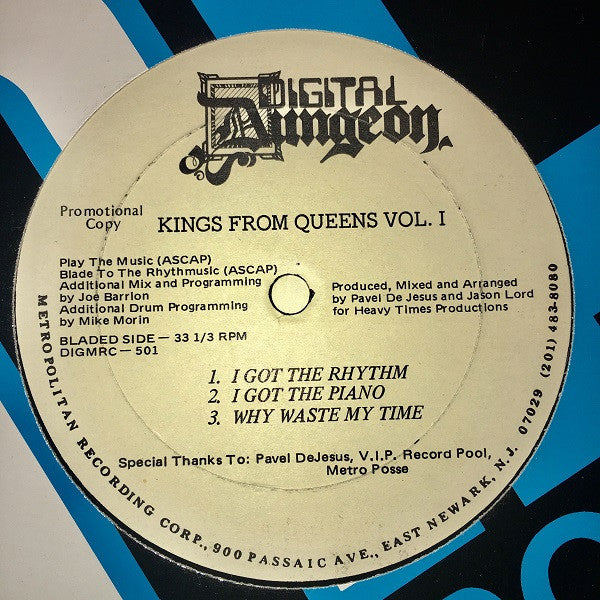 DIGITAL
Dungeon
Promotional
Copy
KINGS FROM QUEENS VOL. I
Play The Music (ASCAP)
Blade To The Rhythmusic (ASCAP)
Additional Mix and Programming
by Joe Barrion
Additional Drum Programming
by Mike Morin
BLADED SIDE — 33 1/3 RPM
DIGMRC — 501
Produced, Mixed and Arranged
by Pavel De Jesus and Jason Lord
for Heavy Times Productions
1. I GOT THE RHYTHM
2. I GOT THE PIANO
3. WHY WASTE MY TIME
Special Thanks To: Pavel DeJesus, V.I.P. Record Pool,
Metro Posse
METROPOLITAN RECORDING CORP., 900 PASSAIC AVE., EAST NEWARK, N.J. 07029 (201) 483-8080